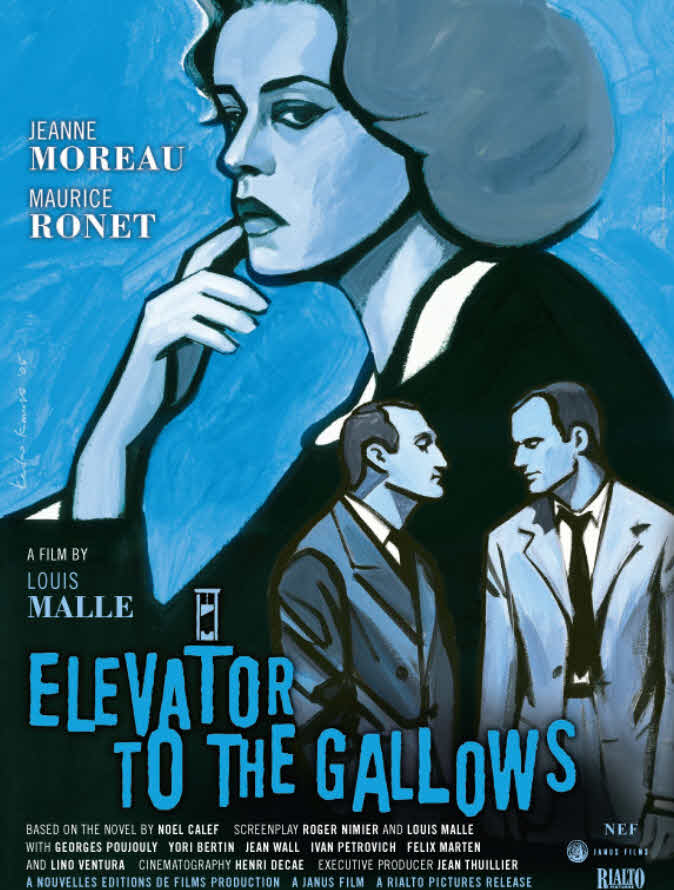 JEANNE
MOREAU
MAURICE
RONET
'05
A FILM BY
LOUIS
MALLE
ELEVATOR
TO THE GALLOWS
BASED ON THE NOVEL BY NOEL CALEF SCREENPLAY ROGER NIMIER AND LOUIS MALLE
WITH GEORGES POUJOULY YORI BERTIN JEAN WALL IVAN PETROVICH FELIX MARTEN
AND LINO VENTURA CINEMATOGRAPHY HENRI DECAE EXECUTIVE PRODUCER JEAN THUILLIER
A NOUVELLES EDITIONS DE FILMS PRODUCTION A JANUS FILM A RIALTO PICTURES RELEASE
NEF
JANUS FILMS
RIALTO